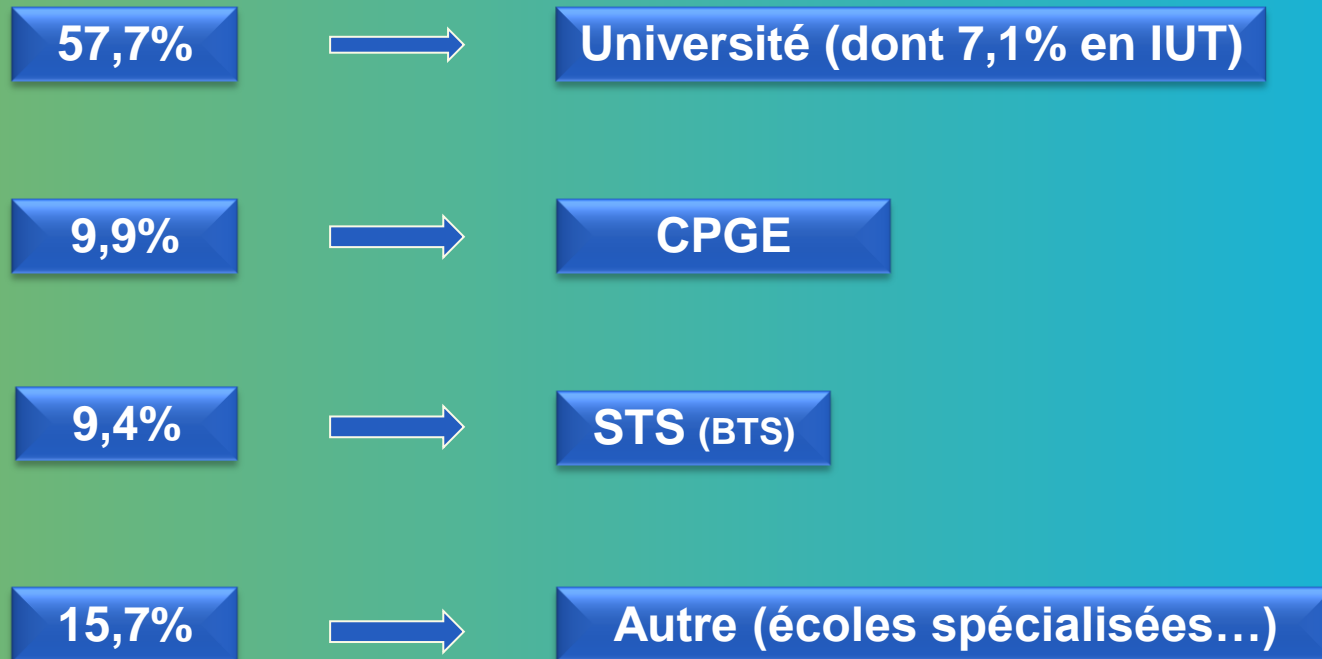 57,7% Université (dont 7,1% en IUT)
9,9% CPGE
9,4% STS (BTS)
15,7% Autre (écoles spécialisées…)